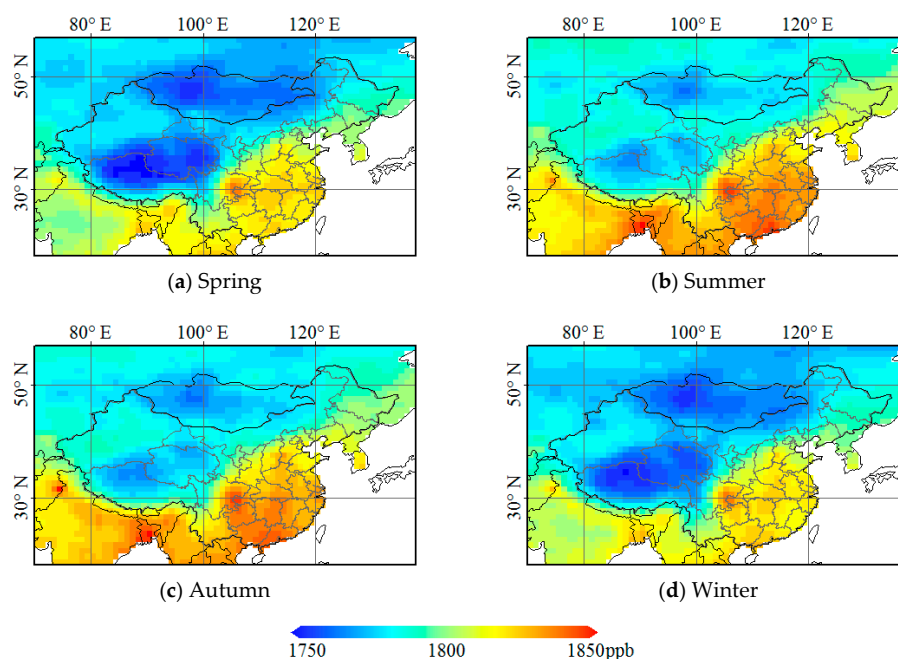 80° E 100° E 120° E
50° N
30° N
(a) Spring
80° E 100° E 120° E
50° N
30° N
(b) Summer
80° E 100° E 120° E
50° N
30° N
(c) Autumn
80° E 100° E 120° E
50° N
30° N
(d) Winter
1750 1800 1850ppb